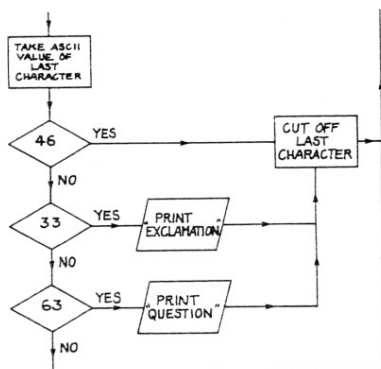 TAKE ASCII
VALUE OF
LAST
CHARACTER
46
YES
CUT OFF
LAST
CHARACTER
NO
33
YES
"PRINT
EXCLAMATION"
NO
63
YES
"PRINT
QUESTION"
NO